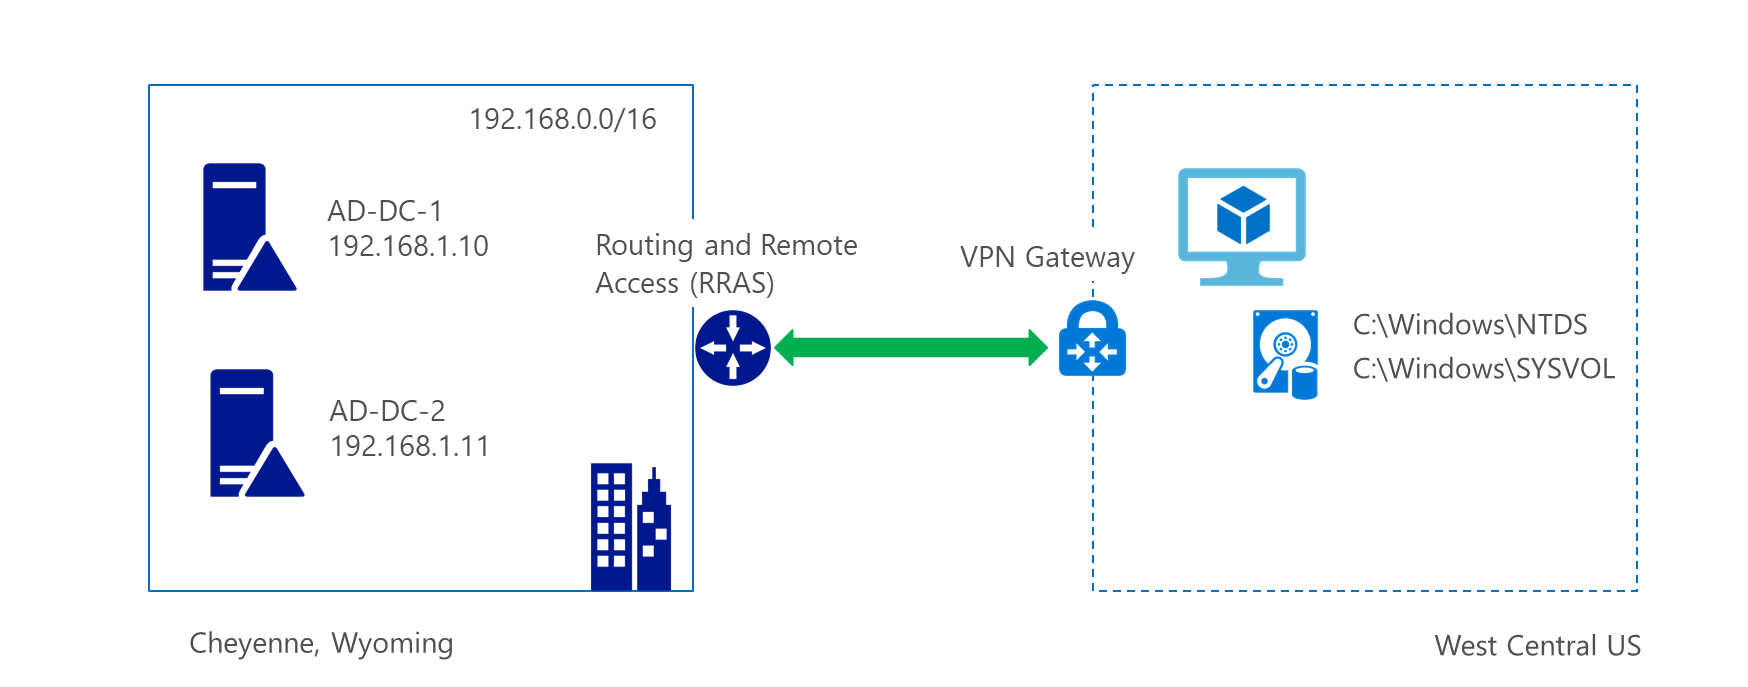 192.168.0.0/16
AD-DC-1
192.168.1.10
Routing and Remote
Access (RRAS)
VPN Gateway
C:\Windows\NTDS
C:\Windows\SYSVOL
AD-DC-2
192.168.1.11
Cheyenne, Wyoming
West Central US